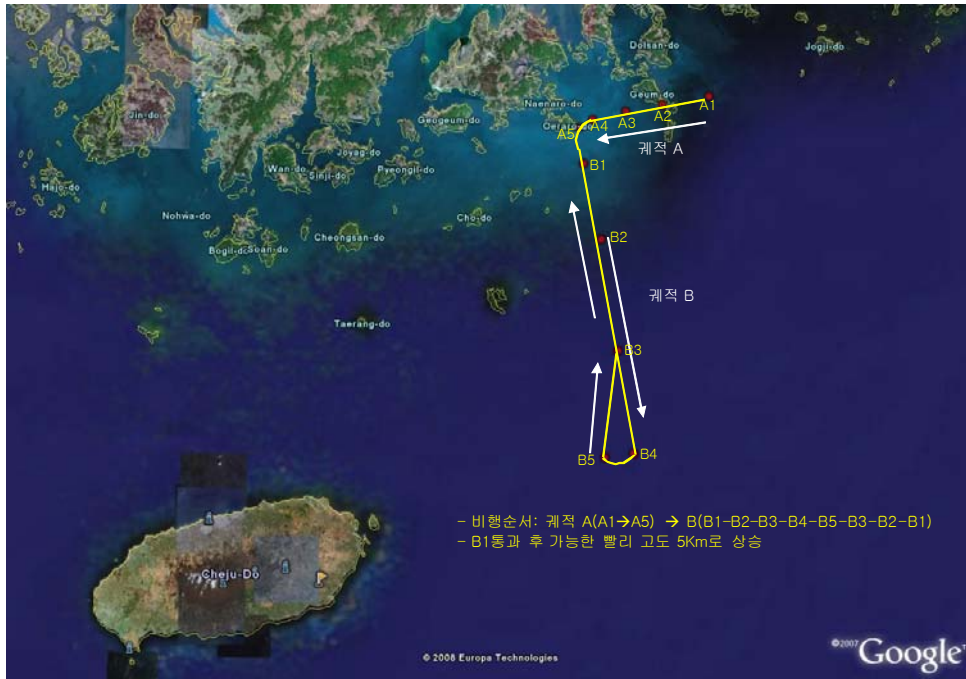 Dolsan-do
Jogji-do
Jin-do
Naenaro-do
Geum-do
A1
A2
A3
A4
A5
Geogeum-do
궤적 A
B1
Joyag-do
Wan-do
Sinji-do
Pyeongil-do
Hajo-do
Nohwa-do
Cho-do
B2
Cheongsan-do
Bogil-do
Soan-do
궤적 B
Taerang-do
B3
B4
B5
- 비행순서: 궤적 A(A1→A5) → B(B1-B2-B3-B4-B5-B3-B2-B1)
- B1통과 후 가능한 빨리 고도 5Km로 상승
Cheju-Do
© 2008 Europa Technologies
©2007 Google